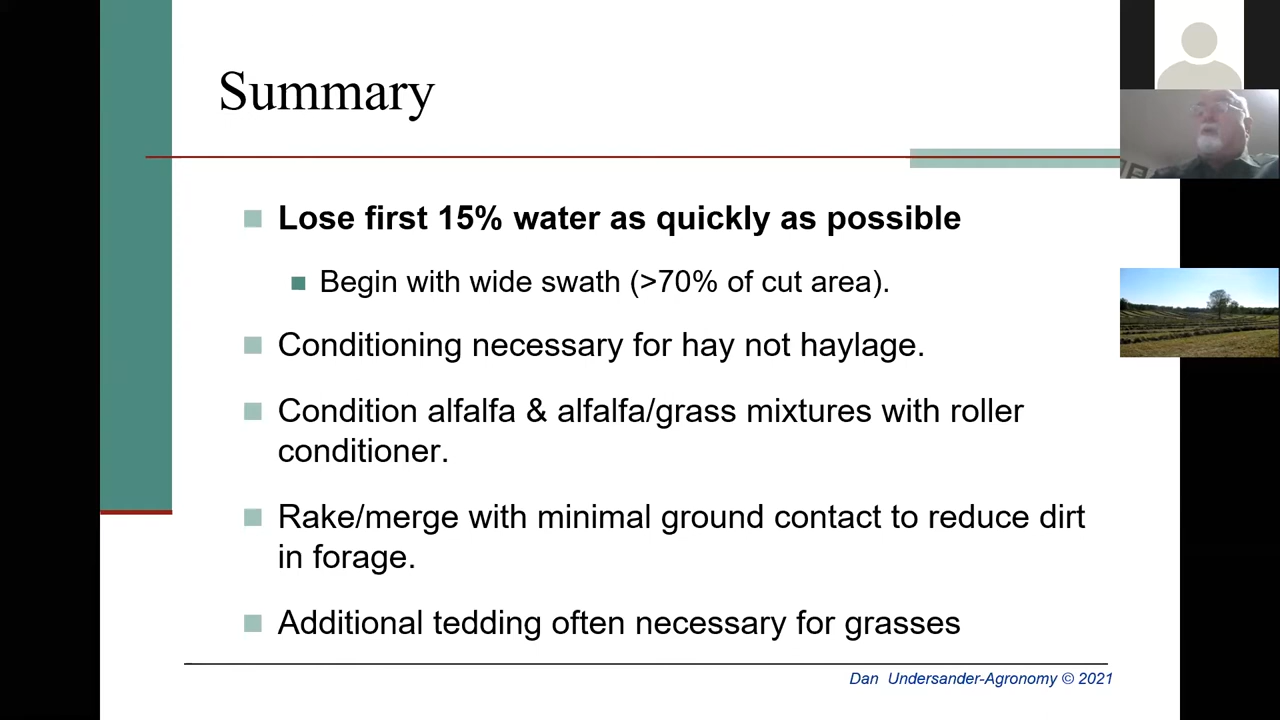 Summary
Lose first 15% water as quickly as possible
Begin with wide swath (>70% of cut area).
Conditioning necessary for hay not haylage.
Condition alfalfa & alfalfa/grass mixtures with roller
conditioner.
Rake/merge with minimal ground contact to reduce dirt
in forage.
Additional tedding often necessary for grasses
Dan Undersander-Agronomy © 2021